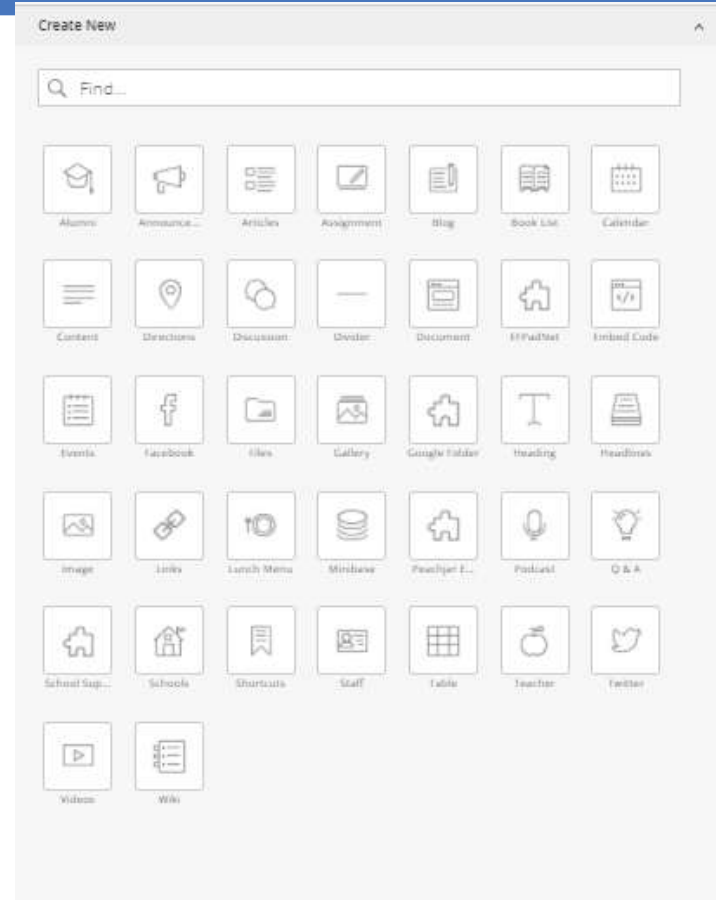 Create New
Find...
Alumni Announce... Articles Assignment Blog Book List Calendar
Content Directions Discussion Divider Document EFPadNet Embed Code
Events Facebook Files Gallery Google Folder Heading Headlines
Image Links Lunch Menu Minibase Peachjar E... Podcast Q & A
School Sup... Schools Shortcuts Staff Table Teacher Twitter
Videos Wiki